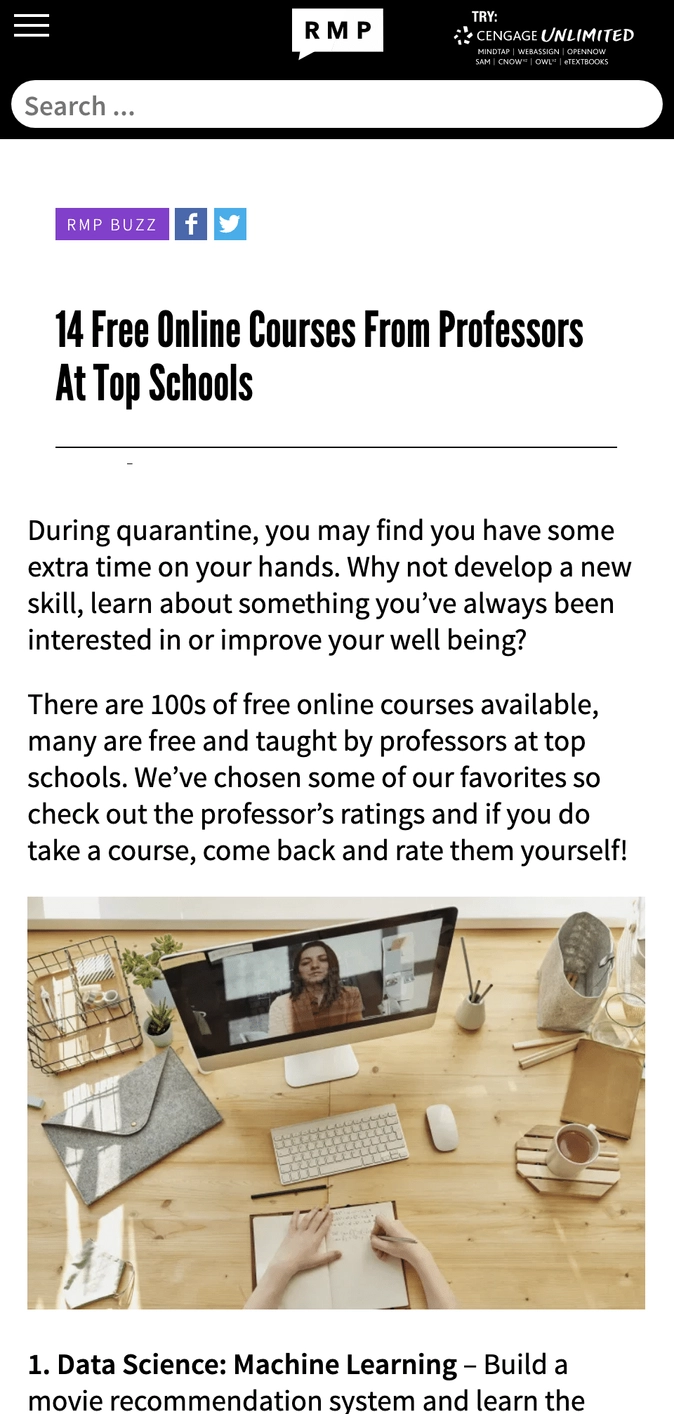 RMP
TRY:
CENGAGE UNLIMITED
MINDTAP | WEBASSIGN | OPENNOW
SAM | CNOWv2 | OWLv2 | eTEXTBOOKS
Search ...
RMP BUZZ
14 Free Online Courses From Professors
At Top Schools
–
During quarantine, you may find you have some
extra time on your hands. Why not develop a new
skill, learn about something you’ve always been
interested in or improve your well being?
There are 100s of free online courses available,
many are free and taught by professors at top
schools. We’ve chosen some of our favorites so
check out the professor’s ratings and if you do
take a course, come back and rate them yourself!
1. Data Science: Machine Learning – Build a
movie recommendation system and learn the